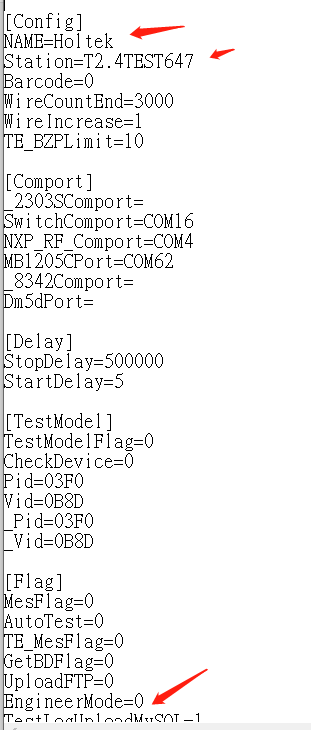 [Config]
NAME=Holtek
Station=T2.4TEST647
Barcode=0
WireCountEnd=3000
WireIncrease=1
TE_BZPLimit=10
[Comport]
_2303SComport=
SwitchComport=COM16
NXP_RF_Comport=COM4
MB1205CPort=COM62
_8342Comport=
Dm5dPort=
[Delay]
StopDelay=500000
StartDelay=5
[TestModel]
TestModelFlag=0
CheckDevice=0
Pid=03F0
Vid=0B8D
_Pid=03F0
_Vid=0B8D
[Flag]
MesFlag=0
AutoTest=0
TE_MesFlag=0
GetBDFlag=0
UploadFTP=0
EngineerMode=0
TestLogUploadMySQL=1